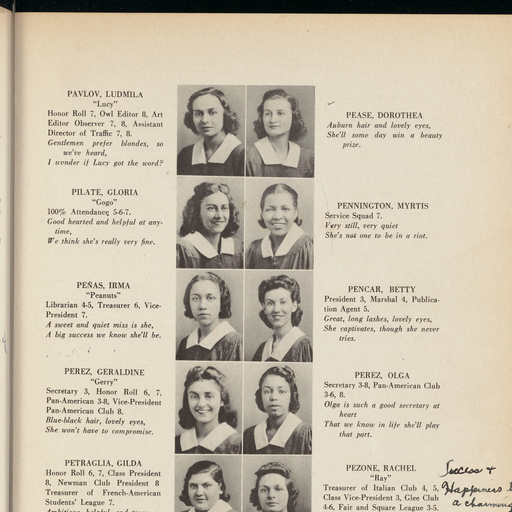 PAVLOV, LUDMILA
"Lucy"
Honor Roll 7, Owl Editor 8, Art
Editor Observer 7, 8, Assistant
Director of Traffic 7, 8.
Gentlemen prefer blondes, so
we've heard,
I wonder if Lucy got the word?
PILATE, GLORIA
"Gogo"
100% Attendance 5-6-7.
Good hearted and helpful at any-
time,
We think she's really very fine.
PEÑAS, IRMA
"Peanuts"
Librarian 4-5, Treasurer 6, Vice-
President 7.
A sweet and quiet miss is she,
A big success we know she'll be.
PEREZ, GERALDINE
"Gerry"
Secretary 3, Honor Roll 6, 7,
Pan-American 3-8, Vice-President
Pan-American Club 8.
Blue-black hair, lovely eyes,
She won't have to compromise.
PETRAGLIA, GILDA
Honor Roll 6, 7, Class President
8, Newman Club President 8
Treasurer of French-American
Students' League 7.
PEASE, DOROTHEA
Auburn hair and lovely eyes,
She'll some day win a beauty
prize.
PENNINGTON, MYRTIS
Service Squad 7.
Very still, very quiet
She's not one to be in a riot.
PENCAR, BETTY
President 3, Marshal 4, Publica-
tion Agent 5.
Great, long lashes, lovely eyes,
She captivates, though she never
tries.
PEREZ, OLGA
Secretary 3-8, Pan-American Club
3-6, 8.
Olga is such a good secretary at
heart
That we know in life she'll play
that part.
PEZONE, RACHEL
"Ray"
Treasurer of Italian Club 4, 5,
Class Vice-President 3, Glee Club
4-6, Fair and Square League 3-5.
Success +
Happiness
a charming